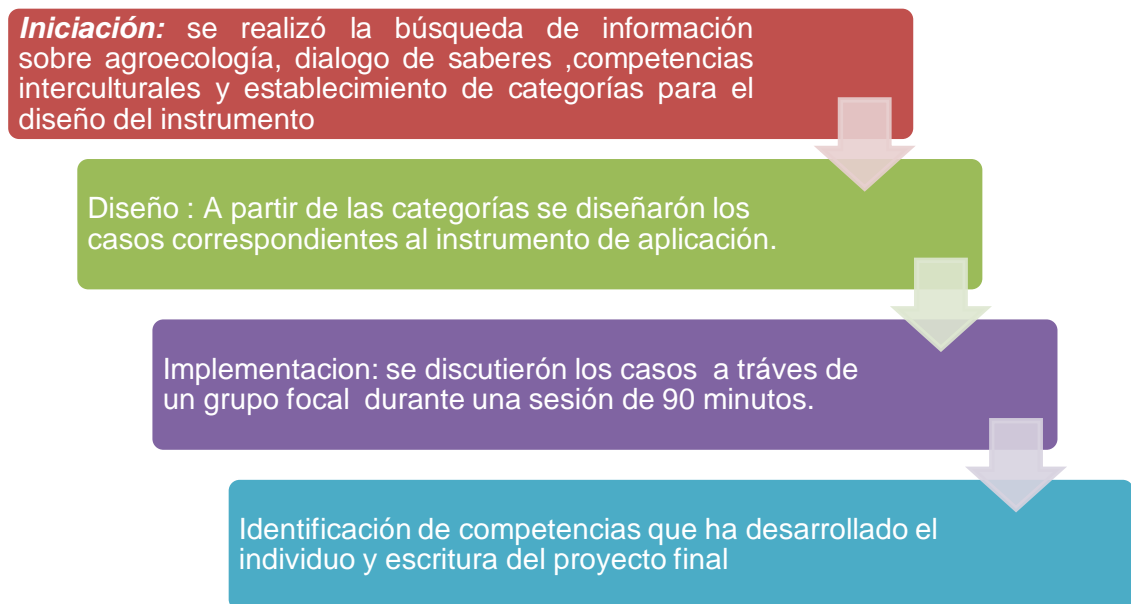 Iniciación: se realizó la búsqueda de información
sobre agroecología, dialogo de saberes ,competencias
interculturales y establecimiento de categorías para el
diseño del instrumento
Diseño : A partir de las categorías se diseñarón los
casos correspondientes al instrumento de aplicación.
Implementacion: se discutierón los casos a tráves de
un grupo focal durante una sesión de 90 minutos.
Identificación de competencias que ha desarrollado el
individuo y escritura del proyecto final